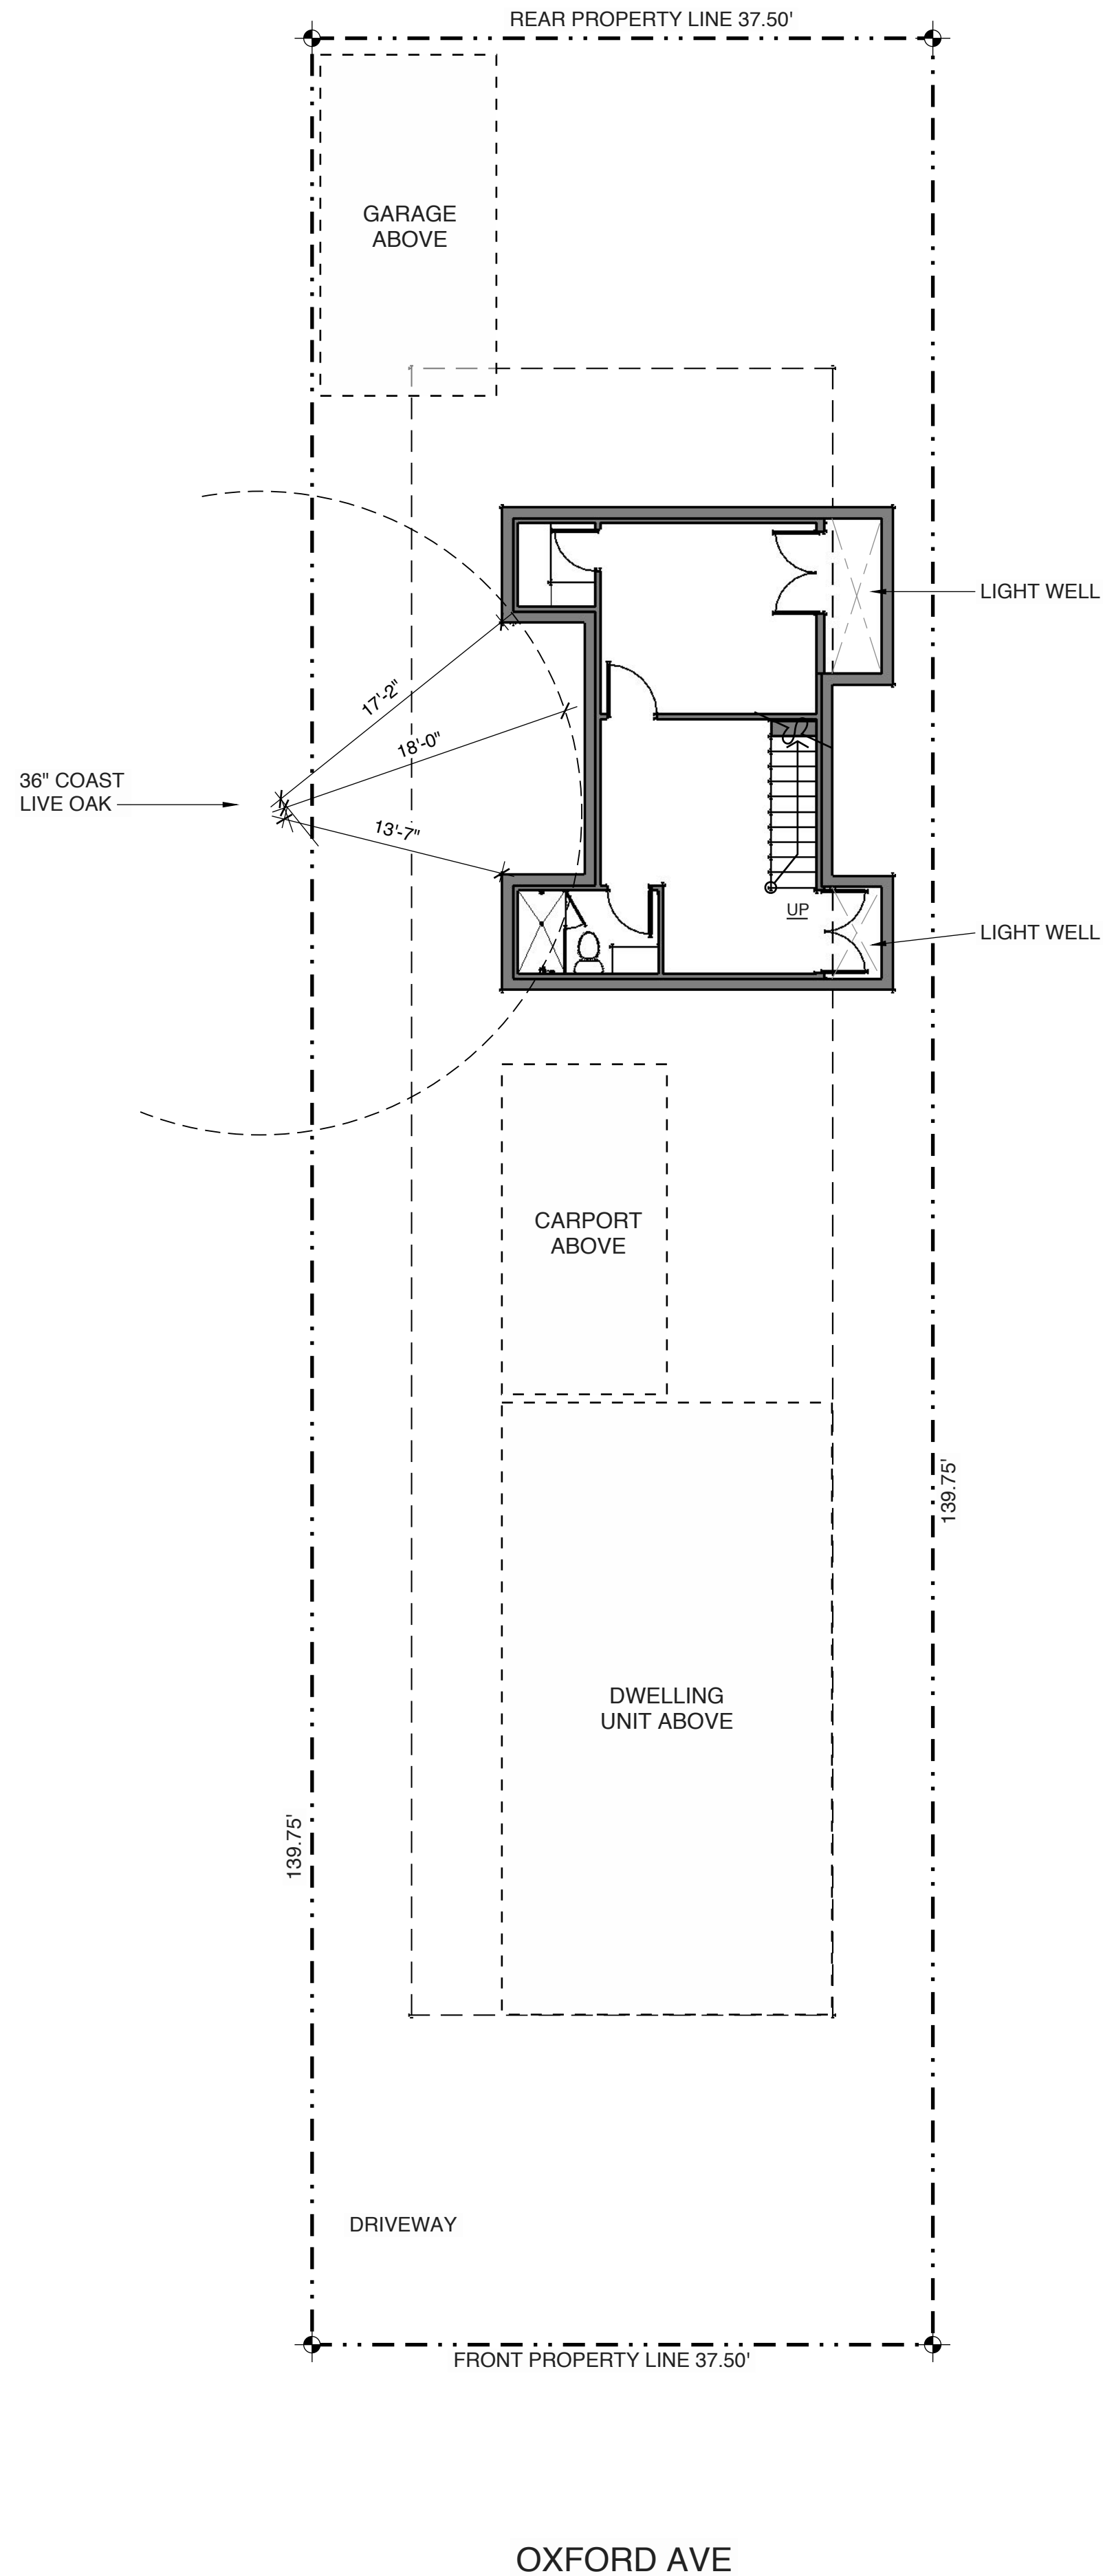 REAR PROPERTY LINE 37.50'
GARAGE
ABOVE
LIGHT WELL
17'-2"
18'-0"
36" COAST
LIVE OAK
13'-7"
UP
LIGHT WELL
CARPORT
ABOVE
139.75'
DWELLING
UNIT ABOVE
139.75'
DRIVEWAY
FRONT PROPERTY LINE 37.50'
OXFORD AVE